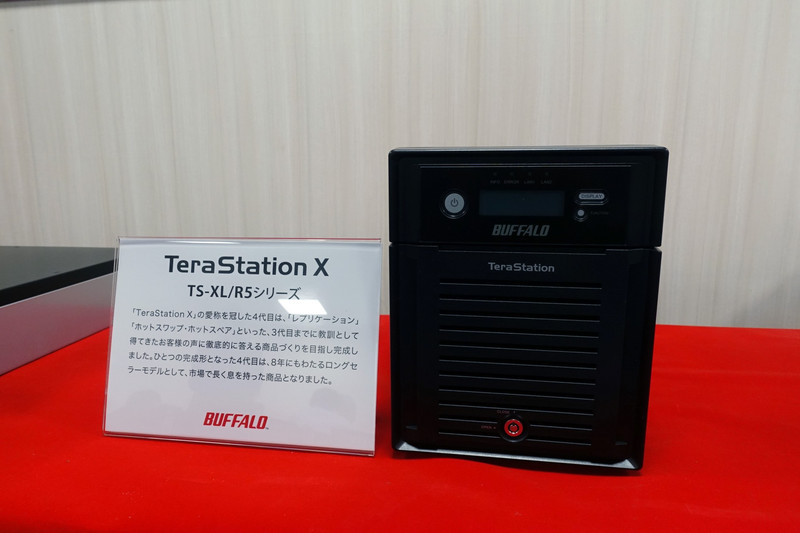 TeraStation X
TS-XL/R5シリーズ
「TeraStation X」の愛称を冠した4代目は、「レプリケーション」
「ホットスワップ・ホットスペア」といった、3代目までに教訓として
得てきたお客様の声に徹底的に答える商品づくりを目指し完成し
ました。ひとつの完成形となった4代目は、8年にもわたるロングセ
ラーモデルとして、市場で長く息を持った商品となりました。
BUFFALO
INFO ERROR LAN1 LAN2
DISPLAY
FUNCTION
BUFFALO
TeraStation